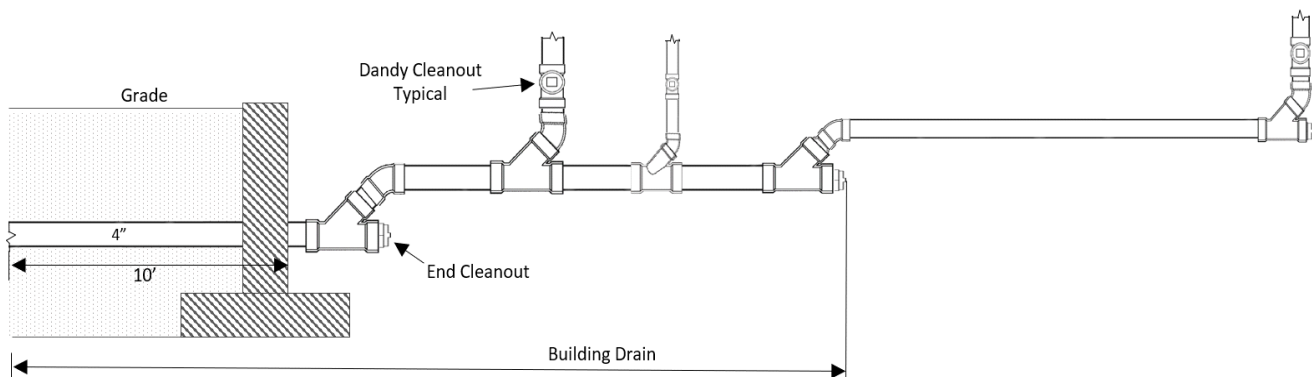 Dandy Cleanout
Typical
Grade
4”
10’
End Cleanout
Building Drain